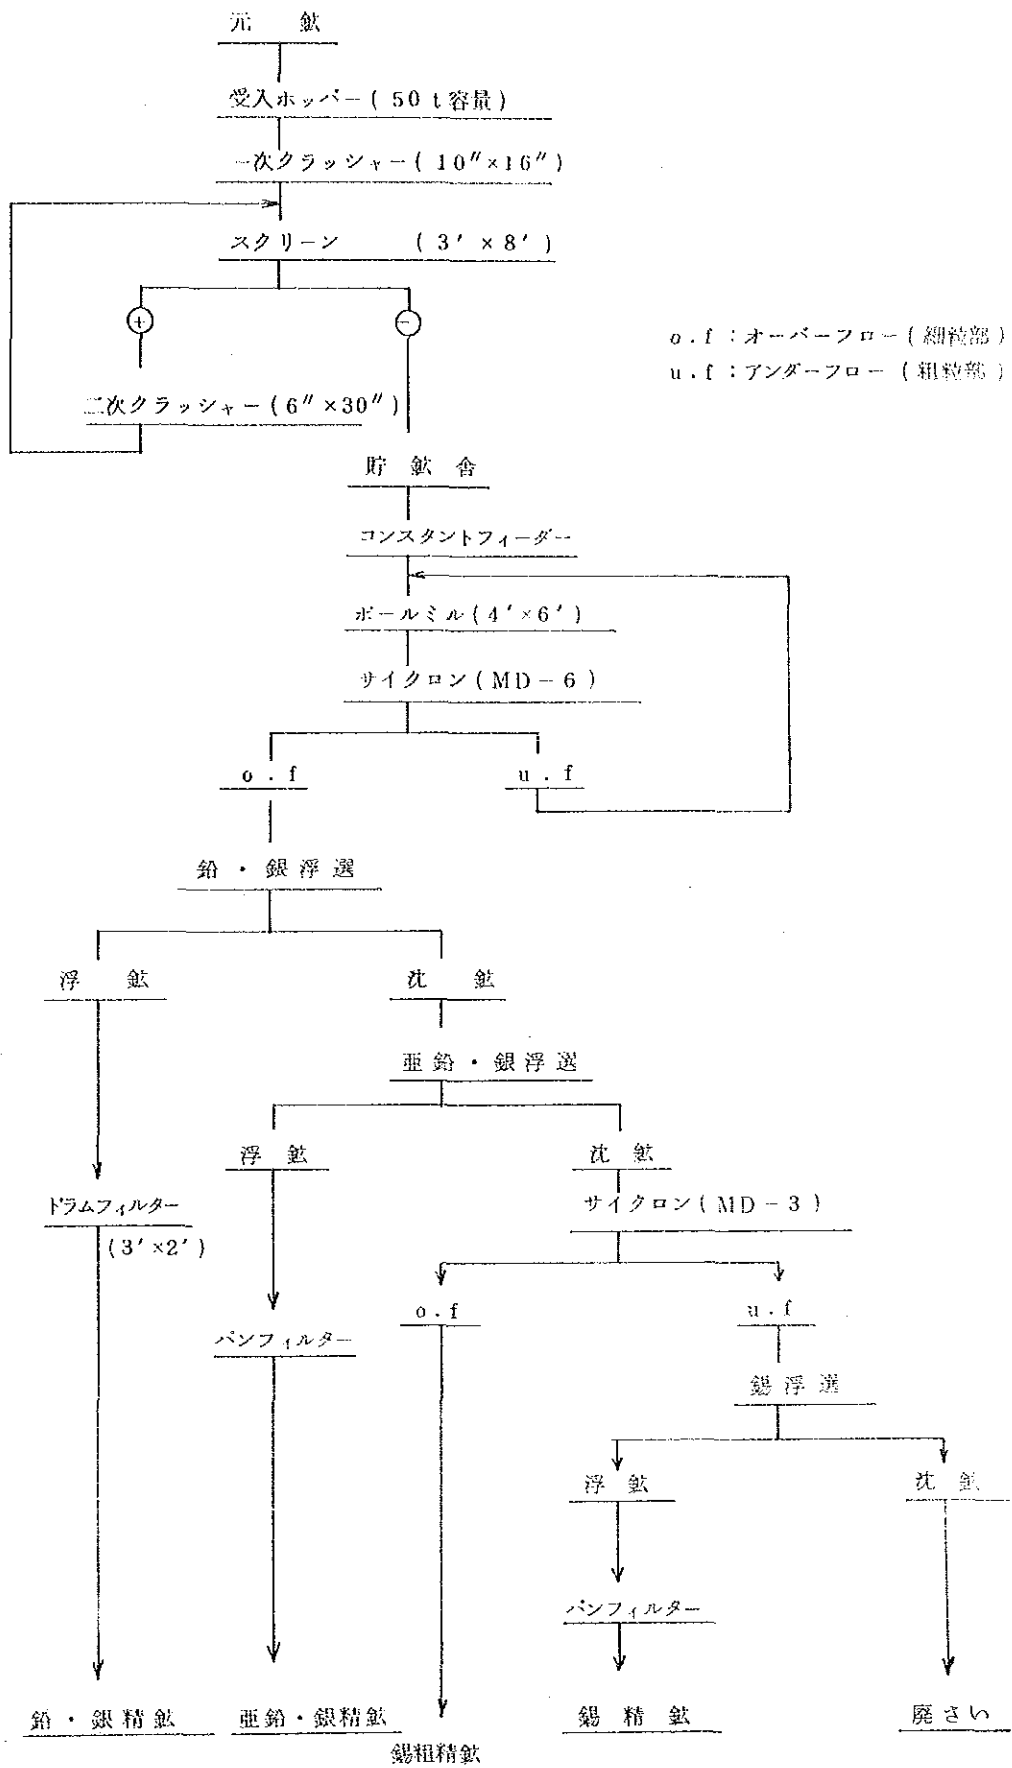 元 鉱
受入ホッパー(50t容量)
一次クラッシャー(10″×16″)
スクリーン (3′×8′)
+
-
o.f:オーバーフロー(細粒部)
u.f:アンダーフロー(粗粒部)
二次クラッシャー(6″×30″)
貯鉱舎
コンスタントフィーダー
ボールミル(4′×6′)
サイクロン(MD-6)
o.f
u.f
鉛・銀浮選
浮 鉱
沈 鉱
亜鉛・銀浮選
浮 鉱
沈 鉱
ドラムフィルター
(3′×2′)
サイクロン(MD-3)
o.f
u.f
パンフィルター
錫浮選
浮 鉱
沈 鉱
パンフィルター
鉛・銀精鉱
亜鉛・銀精鉱
錫粗精鉱
錫精鉱
廃さい